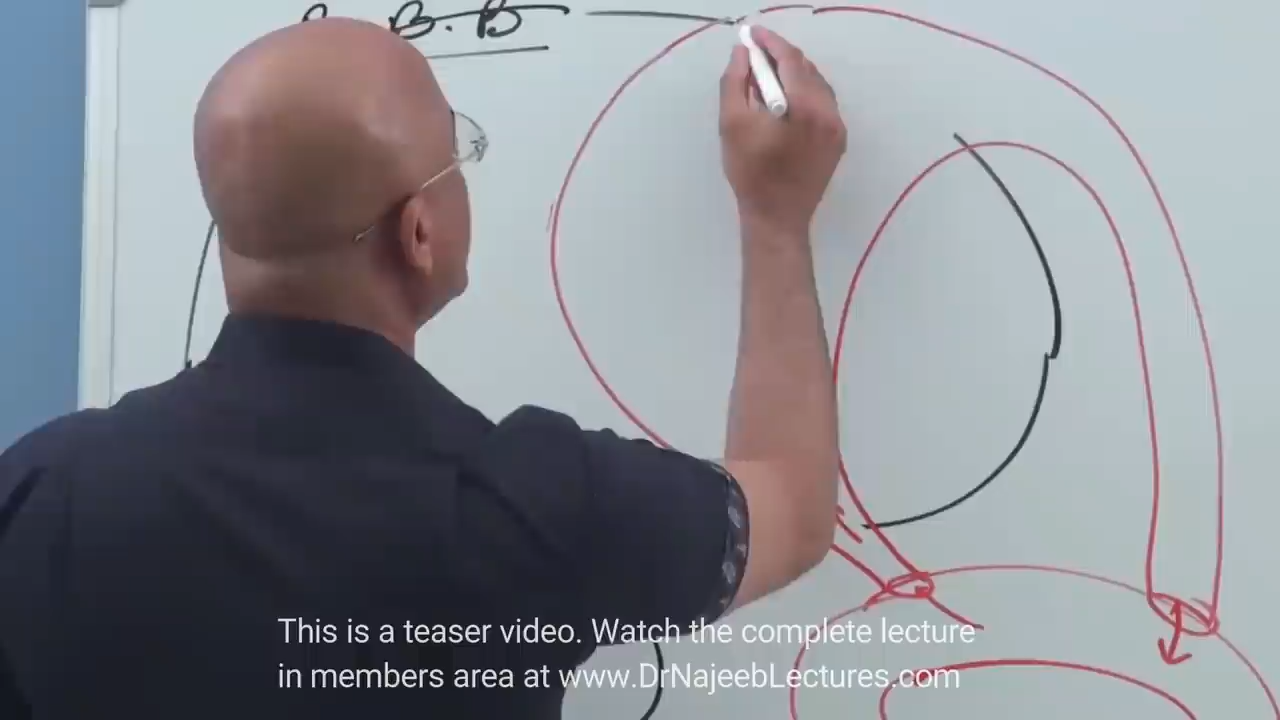 B.B
This is a teaser video. Watch the complete lecture
in members area at www.DrNajeebLectures.com